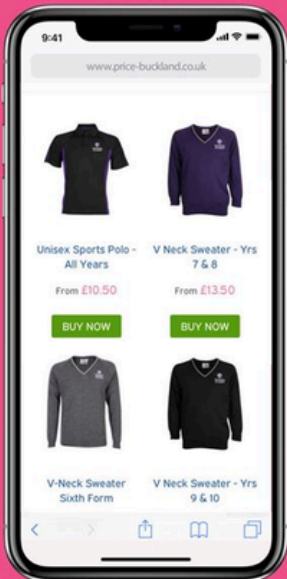 9:41
www.price-buckland.co.uk
Unisex Sports Polo -
All Years
From £10.50
BUY NOW
V Neck Sweater - Yrs
7 & 8
From £13.50
BUY NOW
V-Neck Sweater
Sixth Form
V Neck Sweater - Yrs
9 & 10